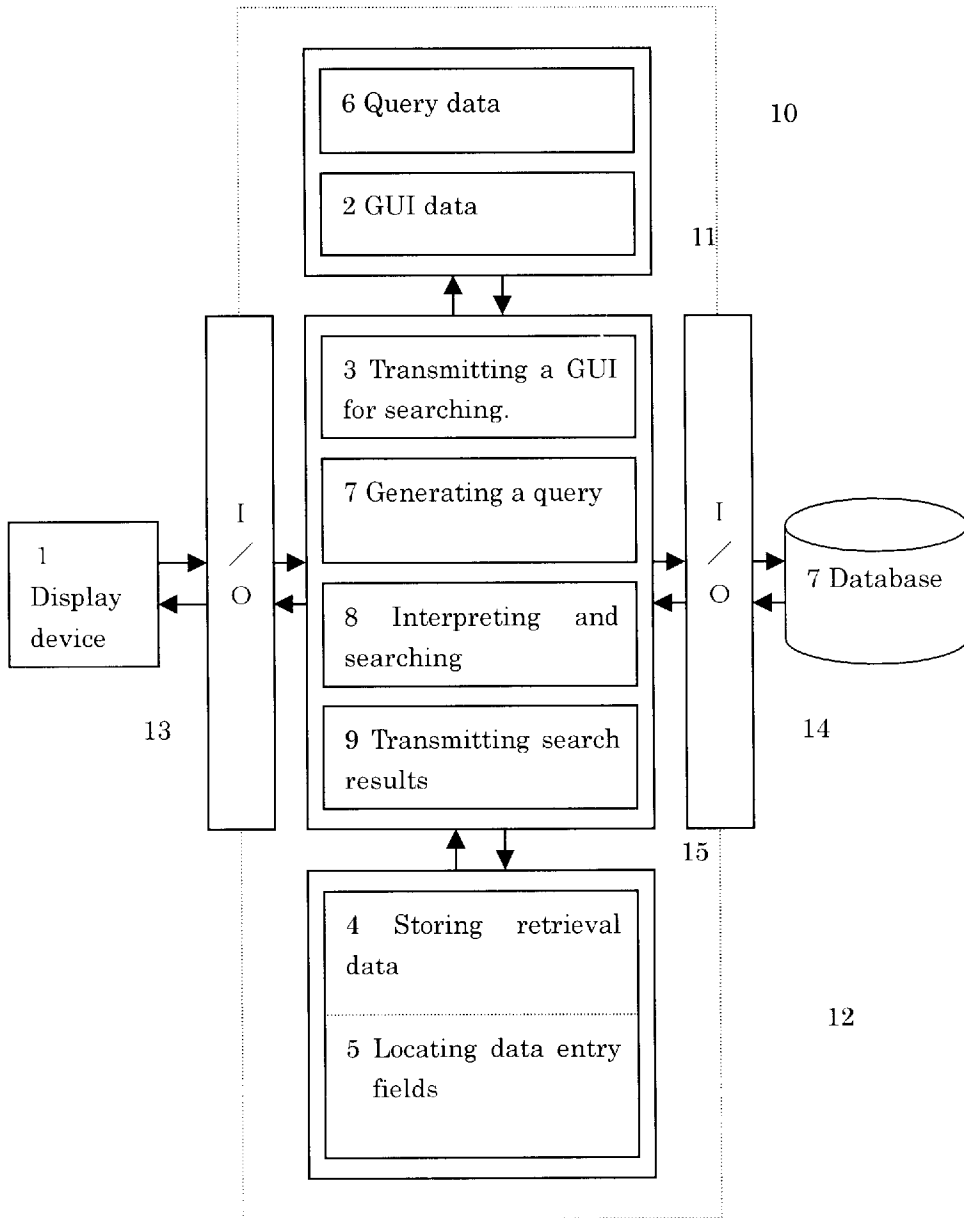 6 Query data
10
2 GUI data
11
3 Transmitting a GUI
for searching.
7 Generating a query
I
/
O
I
/
O
1
Display
device
7 Database
8 Interpreting and
searching
13
14
9 Transmitting search
results
15
4 Storing retrieval
data
12
5 Locating data entry
fields